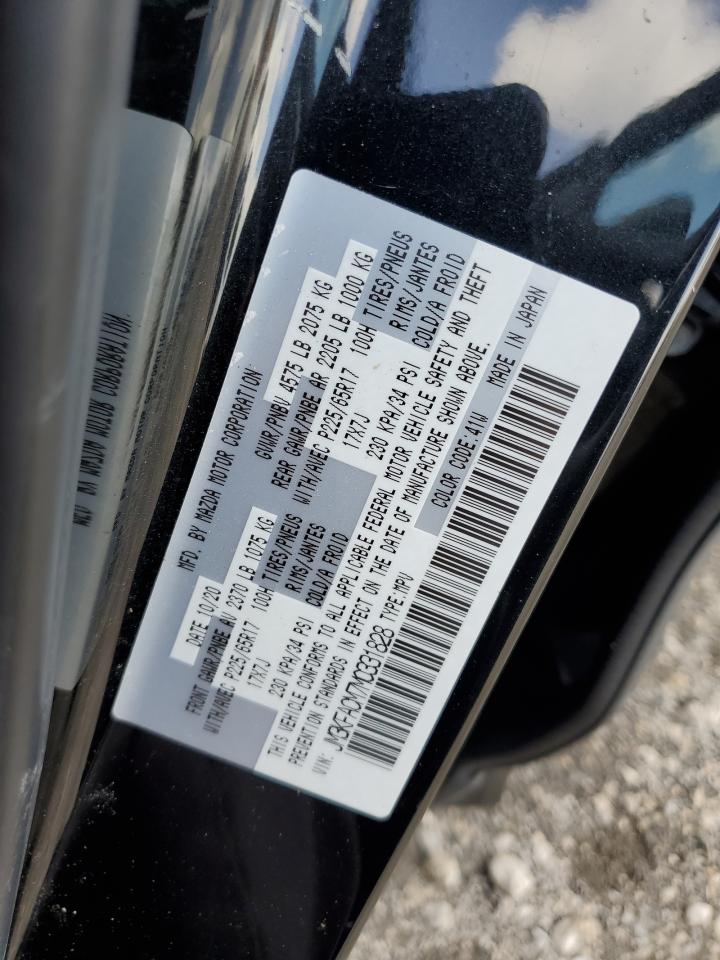 MFD. BY MAZDA MOTOR CORPORATION
DATE 10/20 GVWR/PNBV 4575 LB 2075 KG
FRONT GAWR/PNBE AV 2370 LB 1075 KG REAR GAWR/PNBE AR 2205 LB 1000 KG
WITH/AVEC P225/65R17 100H TIRES/PNEUS WITH/AVEC P225/65R17 100H TIRES/PNEUS
17X7J RIMS/JANTES 17X7J RIMS/JANTES
230 KPA/34 PSI COLD/A FROID 230 KPA/34 PSI COLD/A FROID
THIS VEHICLE CONFORMS TO ALL APPLICABLE FEDERAL MOTOR VEHICLE SAFETY AND THEFT
PREVENTION STANDARDS IN EFFECT ON THE DATE OF MANUFACTURE SHOWN ABOVE.
VIN: JM3KFACM7M0331828 TYPE:MPV COLOR CODE:41W MADE IN JAPAN